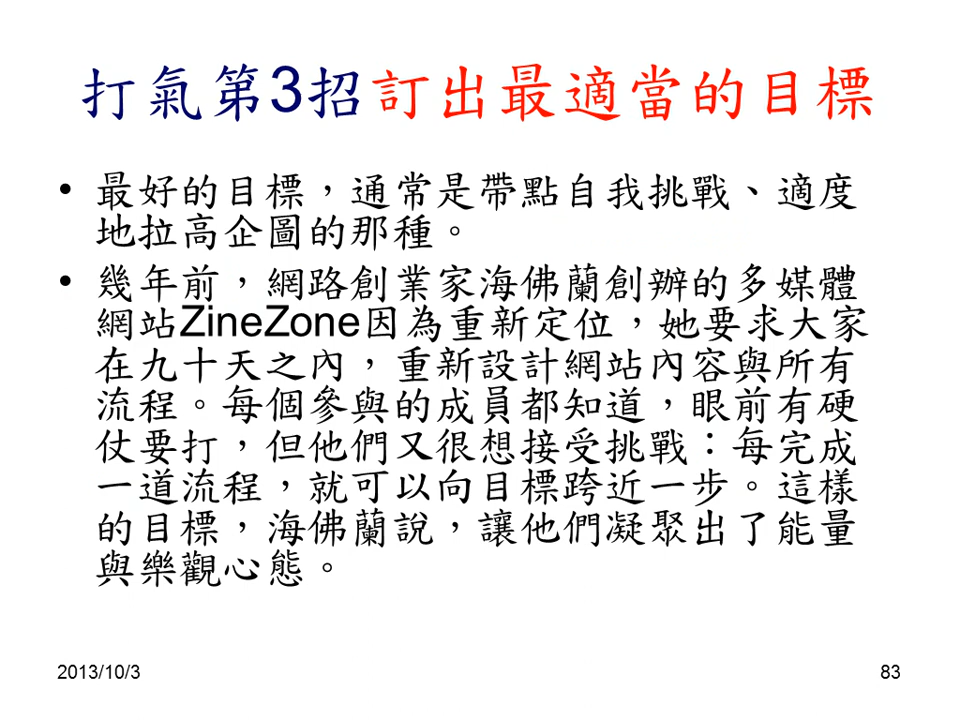 打氣第3招訂出最適當的目標
• 最好的目標，通常是帶點自我挑戰、適度
地拉高企圖的那種。
• 幾年前，網路創業家海佛蘭創辦的多媒體
網站ZineZone因為重新定位，她要求大家
在九十天之內，重新設計網站內容與所有
流程。每個參與的成員都知道，眼前有硬
仗要打，但他們又很想接受挑戰：每完成
一道流程，就可以向目標跨近一步。這樣
的目標，海佛蘭說，讓他們凝聚出了能量
與樂觀心態。
2013/10/3
83